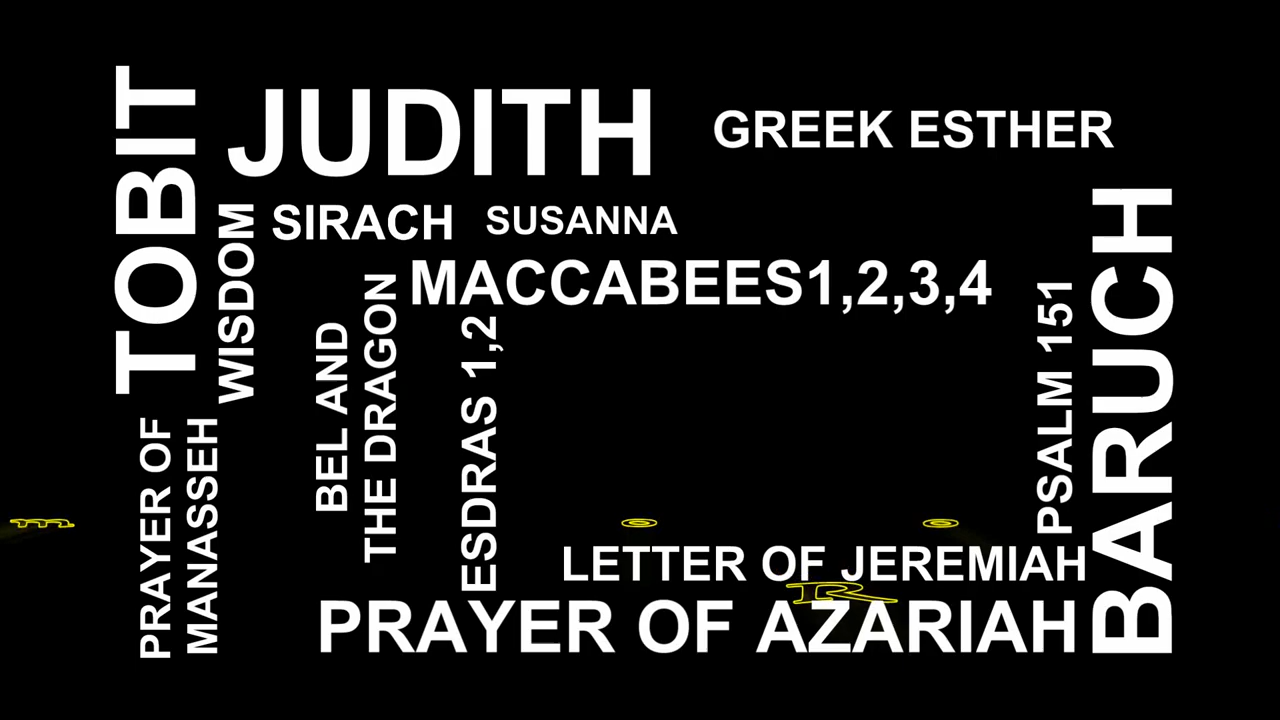 TOBIT
JUDITH
GREEK ESTHER
WISDOM
SIRACH
SUSANNA
MACCABEES1,2,3,4
BARUCH
BEL AND
THE DRAGON
ESDRAS 1,2
PSALM 151
PRAYER OF
MANASSEH
m
e
e
LETTER OF JEREMIAH
R
PRAYER OF AZARIAH